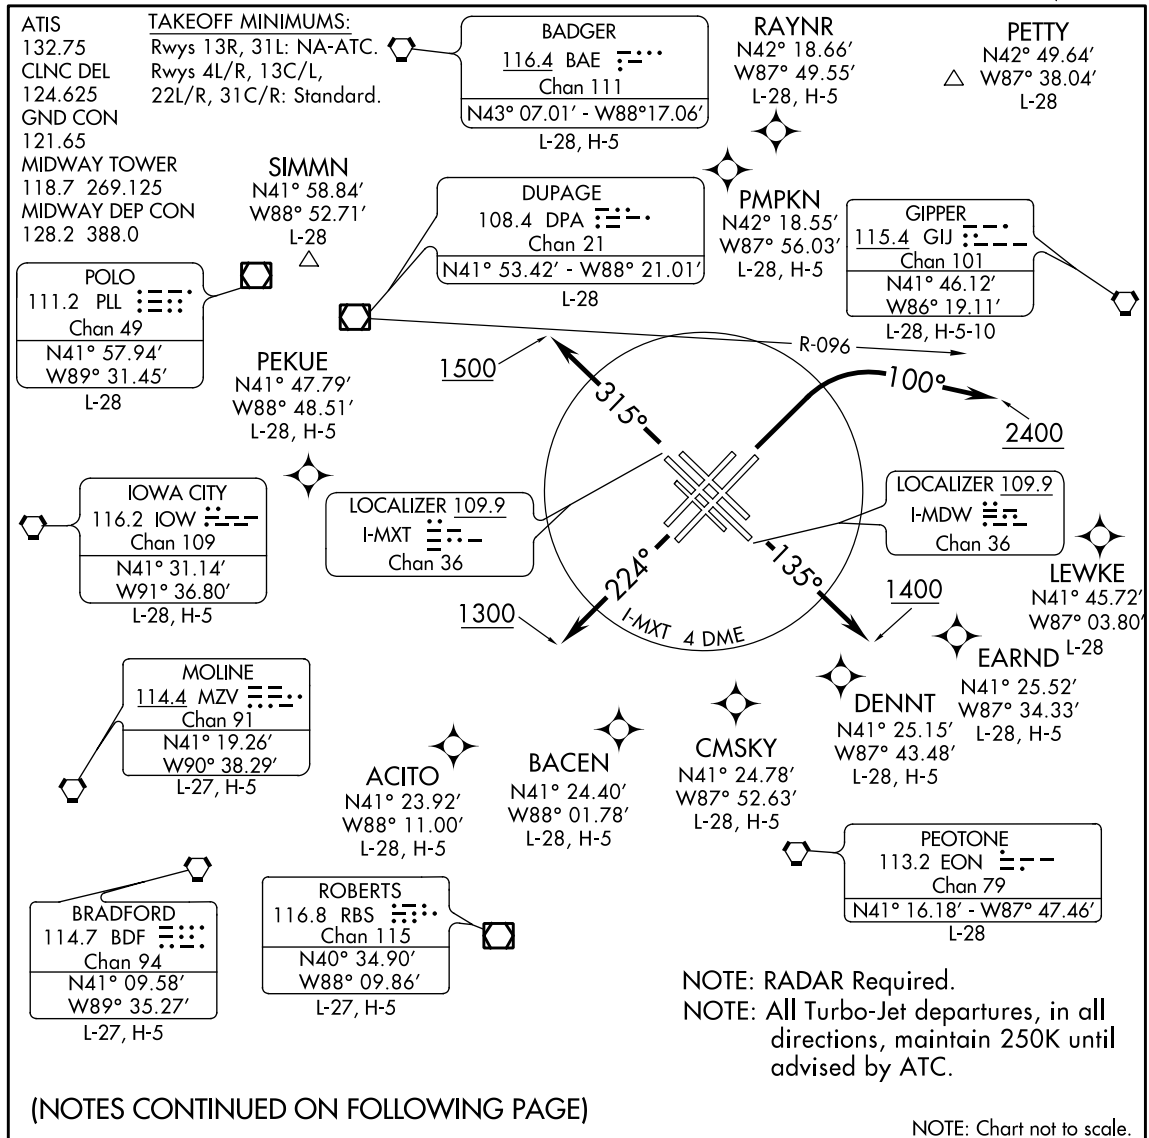 ATIS
132.75
CLNC DEL
124.625
GND CON
121.65
MIDWAY TOWER
118.7 269.125
MIDWAY DEP CON
128.2 388.0
TAKEOFF MINIMUMS:
Rwys 13R, 31L: NA-ATC.
Rwys 4L/R, 13C/L,
22L/R, 31C/R: Standard.
BADGER
116.4 BAE
Chan 111
N43° 07.01′ - W88°17.06′
L-28, H-5
RAYNR
N42° 18.66′
W87° 49.55′
L-28, H-5
PETTY
N42° 49.64′
W87° 38.04′
L-28
SIMMN
N41° 58.84′
W88° 52.71′
L-28
DUPAGE
108.4 DPA
Chan 21
N41° 53.42′ - W88° 21.01′
L-28
PMPKN
N42° 18.55′
W87° 56.03′
L-28, H-5
GIPPER
115.4 GIJ
Chan 101
N41° 46.12′
W86° 19.11′
L-28, H-5-10
POLO
111.2 PLL
Chan 49
N41° 57.94′
W89° 31.45′
L-28
PEKUE
N41° 47.79′
W88° 48.51′
L-28, H-5
1500
315°
R-096
100°
2400
IOWA CITY
116.2 IOW
Chan 109
N41° 31.14′
W91° 36.80′
L-28, H-5
LOCALIZER 109.9
I-MXT
Chan 36
LOCALIZER 109.9
I-MDW
Chan 36
LEWKE
N41° 45.72′
W87° 03.80′
L-28
224°
1300
135°
1400
I-MXT 4 DME
EARND
N41° 25.52′
W87° 34.33′
L-28, H-5
MOLINE
114.4 MZV
Chan 91
N41° 19.26′
W90° 38.29′
L-27, H-5
ACITO
N41° 23.92′
W88° 11.00′
L-28, H-5
BACEN
N41° 24.40′
W88° 01.78′
L-28, H-5
CMSKY
N41° 24.78′
W87° 52.63′
L-28, H-5
DENNT
N41° 25.15′
W87° 43.48′
L-28, H-5
PEOTONE
113.2 EON
Chan 79
N41° 16.18′ - W87° 47.46′
L-28
BRADFORD
114.7 BDF
Chan 94
N41° 09.58′
W89° 35.27′
L-27, H-5
ROBERTS
116.8 RBS
Chan 115
N40° 34.90′
W88° 09.86′
L-27, H-5
NOTE: RADAR Required.
NOTE: All Turbo-Jet departures, in all
directions, maintain 250K until
advised by ATC.
(NOTES CONTINUED ON FOLLOWING PAGE)
NOTE: Chart not to scale.